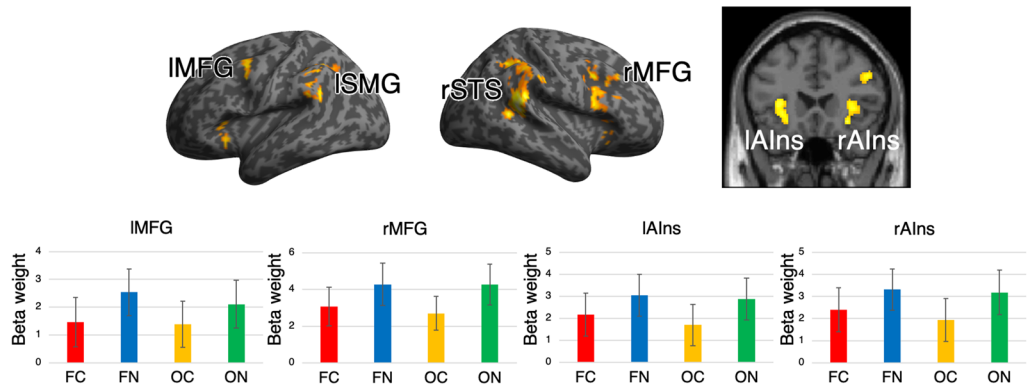 lMFG
lSMG
rSTS
rMFG
lAIns
rAIns
lMFG
Beta weight
4
3
2
1
0
FC FN OC ON
rMFG
Beta weight
6
4
2
0
FC FN OC ON
lAIns
Beta weight
5
4
3
2
1
0
FC FN OC ON
rAIns
Beta weight
5
4
3
2
1
0
FC FN OC ON